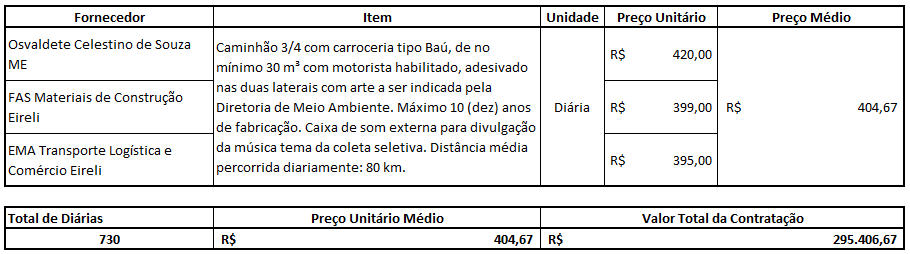 Fornecedor Item Unidade Preço Unitário Preço Médio
Osvaldete Celestino de Souza
ME
FAS Materiais de Construção
Eireli
EMA Transporte Logística e
Comércio Eireli
Caminhão 3/4 com carroceria tipo Baú, de no
mínimo 30 m³ com motorista habilitado, adesivado
nas duas laterais com arte a ser indicada pela
Diretoria de Meio Ambiente. Máximo 10 (dez) anos
de fabricação. Caixa de som externa para divulgação
da música tema da coleta seletiva. Distância média
percorrida diariamente: 80 km.
Diária
R$ 420,00
R$ 399,00
R$ 395,00
R$ 404,67
Total de Diárias Preço Unitário Médio Valor Total da Contratação
730 R$ 404,67 R$ 295.406,67